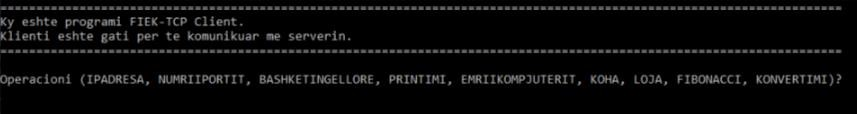 ====================================================================================================
Ky eshte programi FIEK-TCP Client.
Klienti eshte gati per te komunikuar me serverin.
====================================================================================================
Operacioni (IPADRESA, NUMRIIPORTIT, BASHKETINGELLORE, PRINTIMI, EMRIIKOMPJUTERIT, KOHA, LOJA, FIBONACCI, KONVERTIMI)?